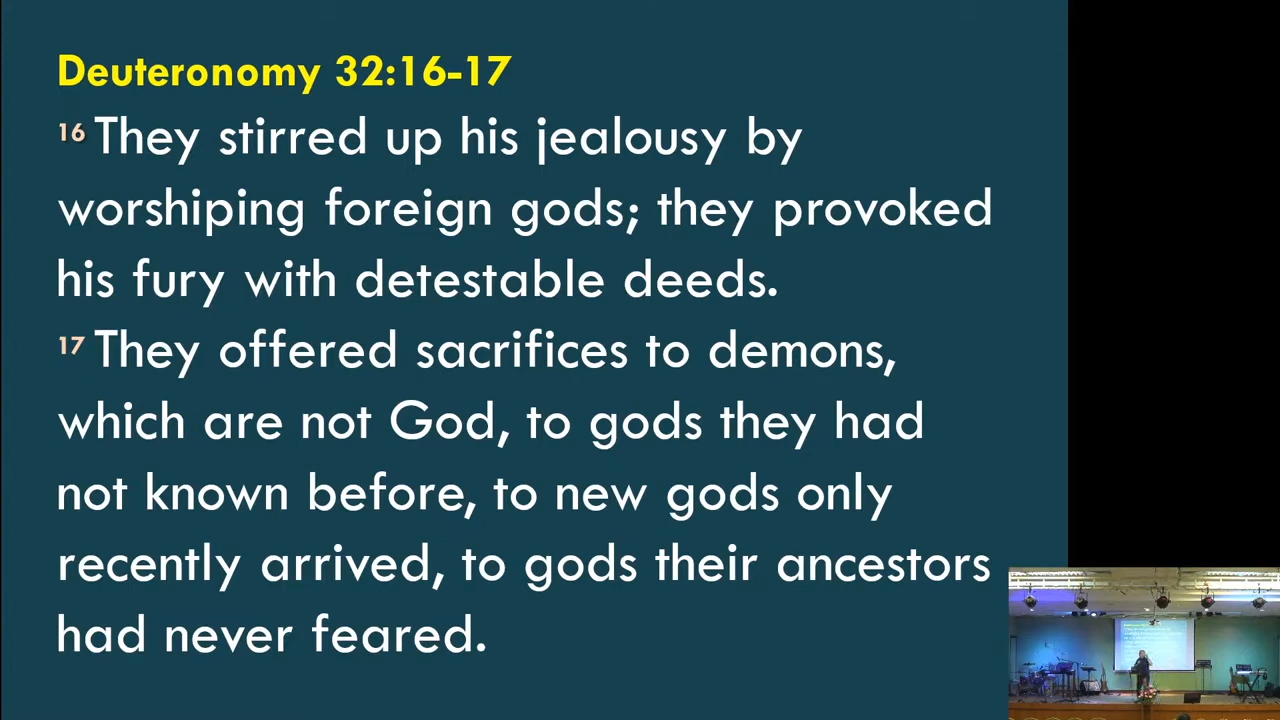 Deuteronomy 32:16-17
16 They stirred up his jealousy by
worshiping foreign gods; they provoked
his fury with detestable deeds.
17 They offered sacrifices to demons,
which are not God, to gods they had
not known before, to new gods only
recently arrived, to gods their ancestors
had never feared.